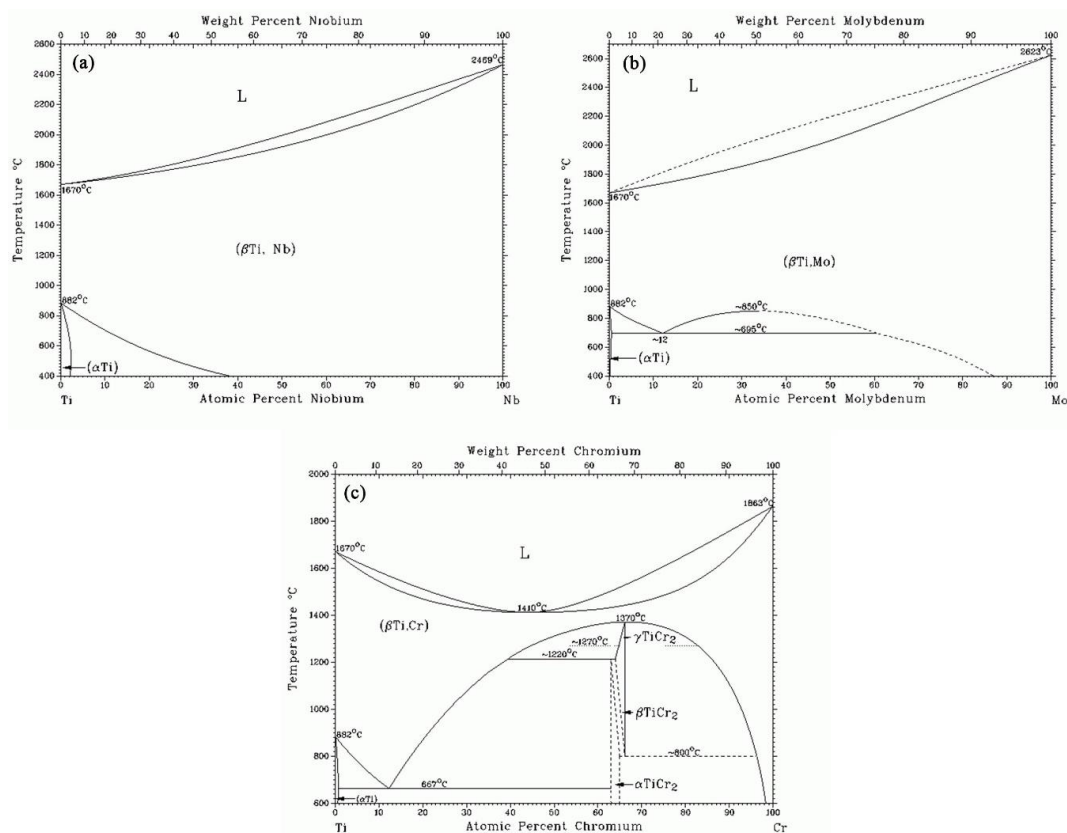 Weight Percent Niobium
0 10 20 30 40 50 60 70 80 90 100
(a)
2600
2400
2200
2000
1800
1600
1400
1200
1000
800
600
400
Temperature °C
2469°C
L
1670°C
(βTi, Nb)
882°C
(αTi)
0 10 20 30 40 50 60 70 80 90 100
Ti Atomic Percent Niobium Nb
Weight Percent Molybdenum
0 10 20 30 40 50 60 70 80 90 100
(b)
2600
2400
2200
2000
1800
1600
1400
1200
1000
800
600
400
Temperature °C
2623°C
L
1670°C
(βTi,Mo)
882°C
~850°C
~695°C
~12
(αTi)
0 10 20 30 40 50 60 70 80 90 100
Ti Atomic Percent Molybdenum Mo
Weight Percent Chromium
0 10 20 30 40 50 60 70 80 90 100
(c)
2000
1800
1600
1400
1200
1000
800
600
Temperature °C
1863°C
1670°C
L
1410°C
(βTi,Cr)
1370°C
γTiCr2
~1270°C
~1220°C
βTiCr2
882°C
~800°C
667°C
αTiCr2
(αTi)
0 10 20 30 40 50 60 70 80 90 100
Ti Atomic Percent Chromium Cr